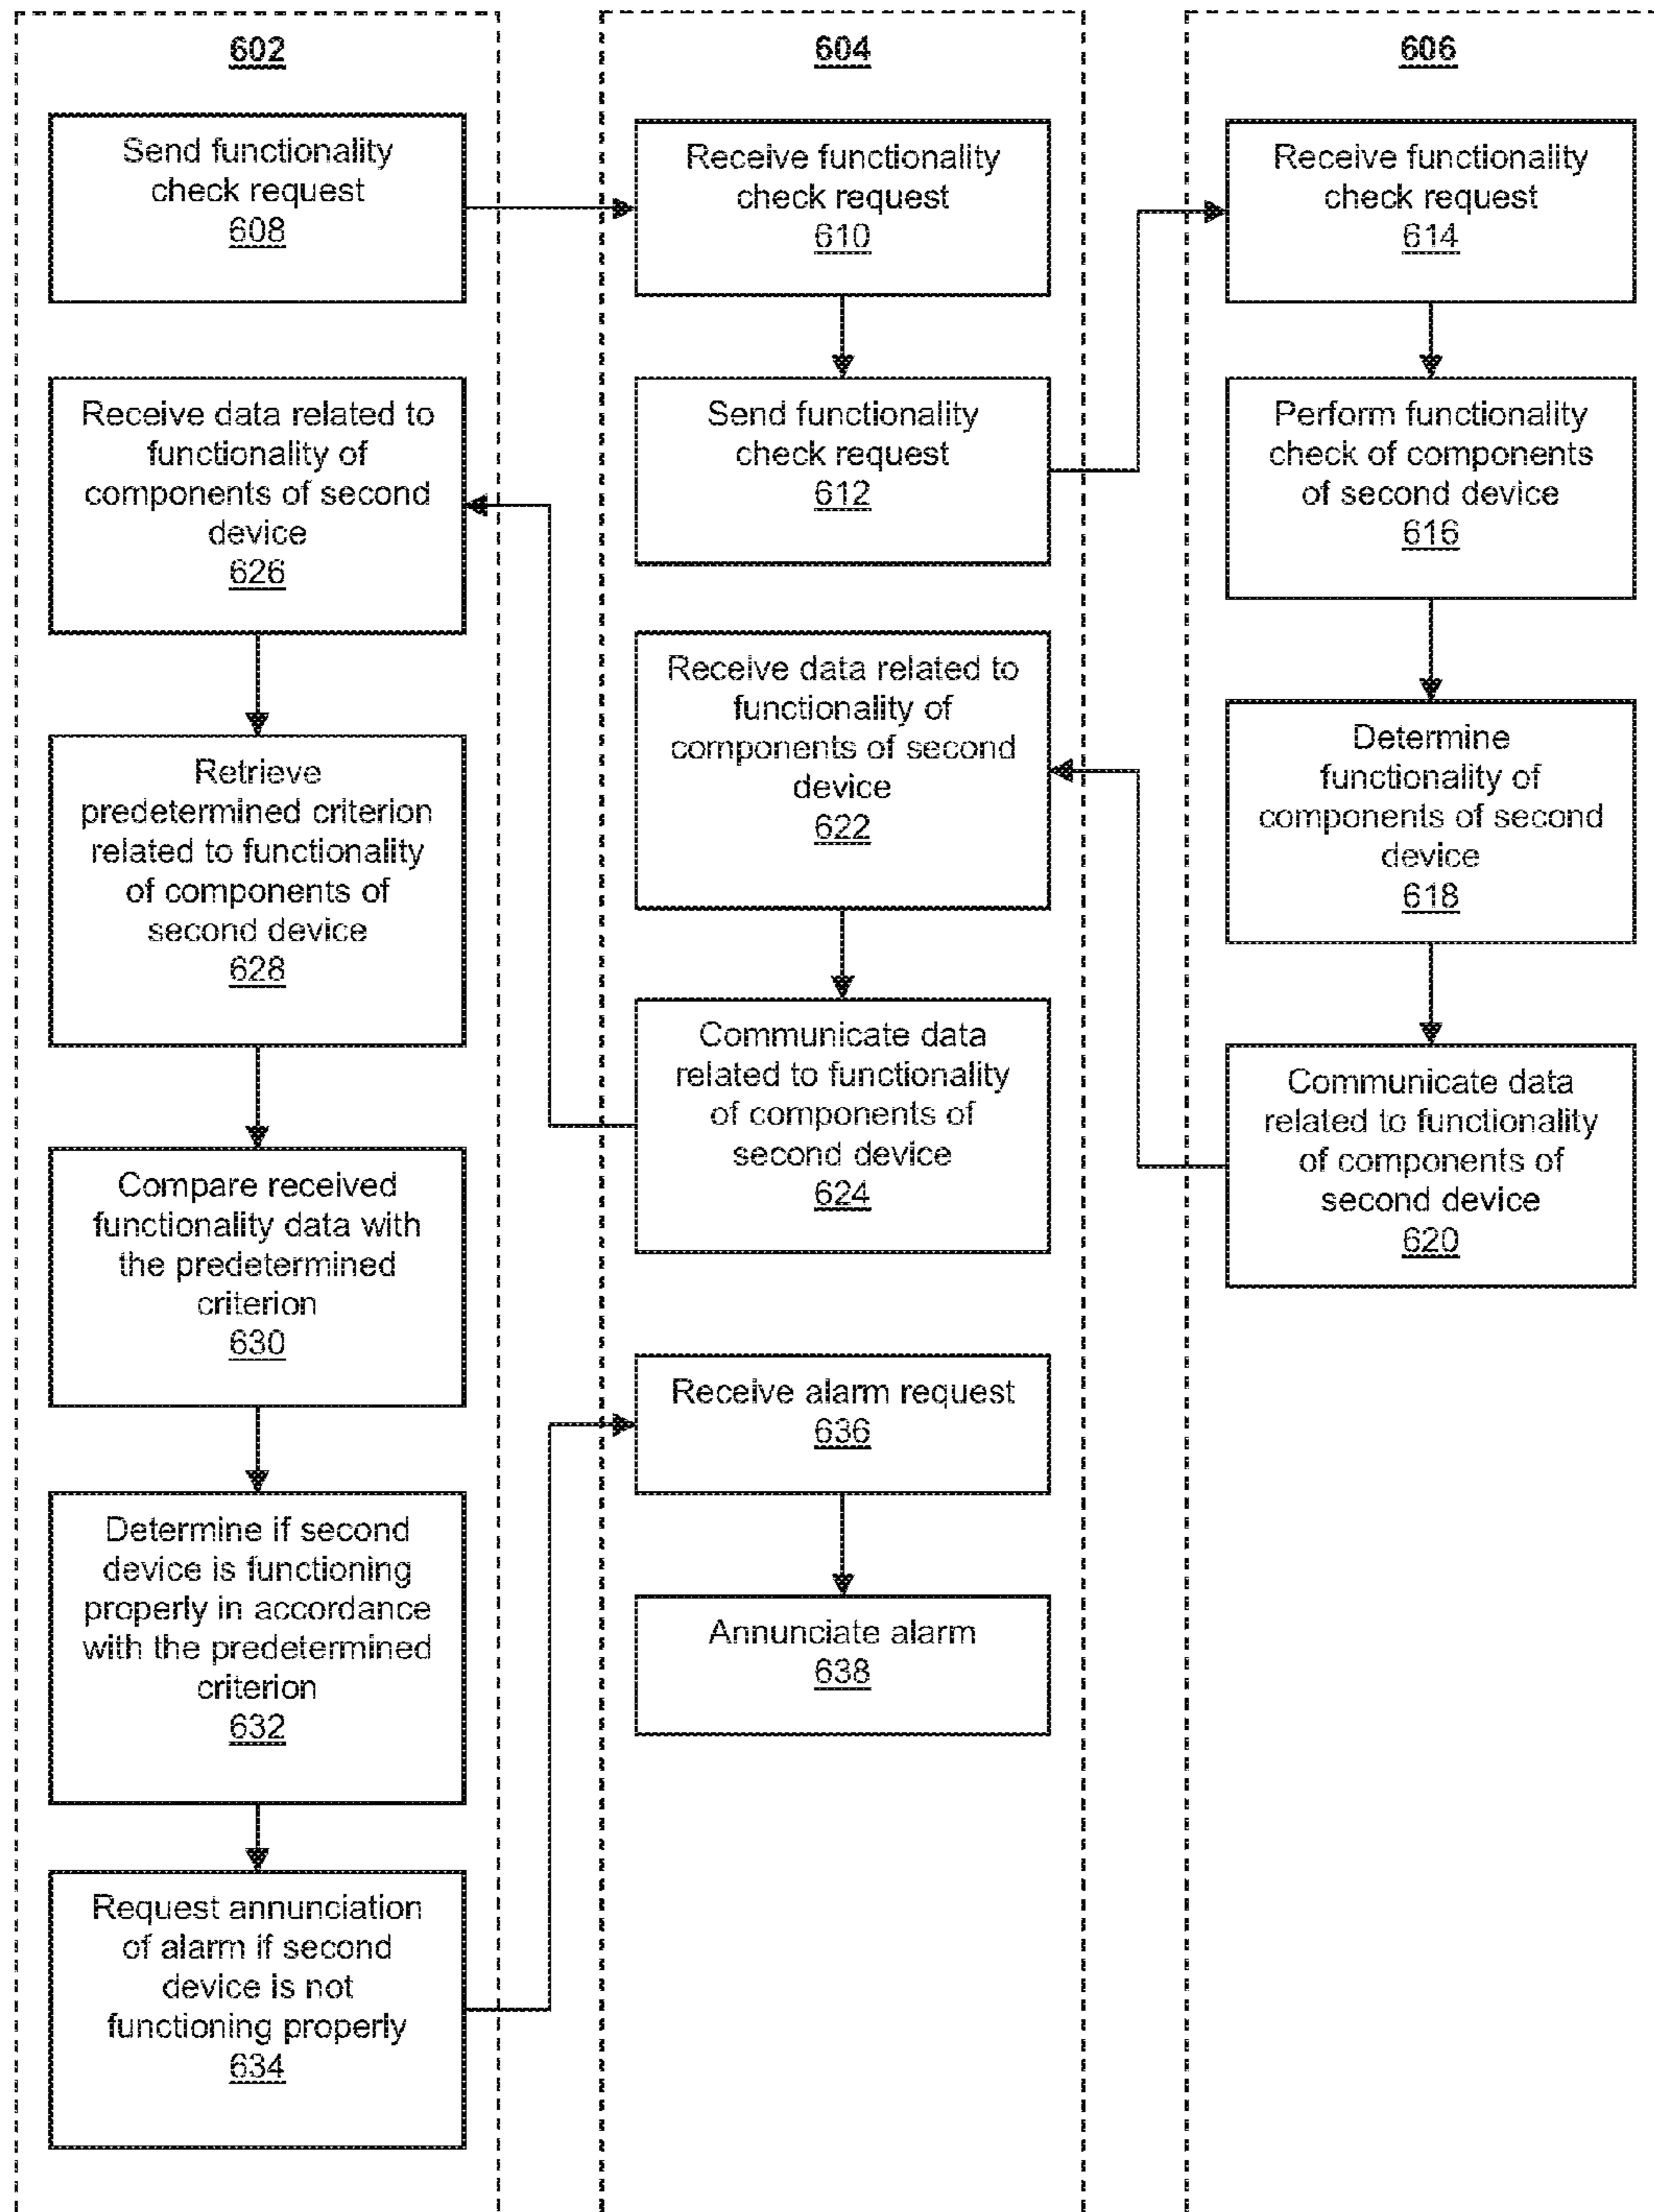 602
Send functionality
check request
608
Receive data related to
functionality of
components of second
device
626
Retrieve
predetermined criterion
related to functionality
of components of
second device
628
Compare received
functionality data with
the predetermined
criterion
630
Determine if second
device is functioning
properly in accordance
with the predetermined
criterion
632
Request annunciation
of alarm if second
device is not
functioning properly
634
604
Receive functionality
check request
610
Send functionality
check request
612
Receive data related to
functionality of
components of second
device
622
Communicate data
related to functionality
of components of
second device
624
Receive alarm request
636
Annunciate alarm
638
606
Receive functionality
check request
614
Perform functionality
check of components
of second device
616
Determine
functionality of
components of second
device
618
Communicate data
related to functionality
of components of
second device
620